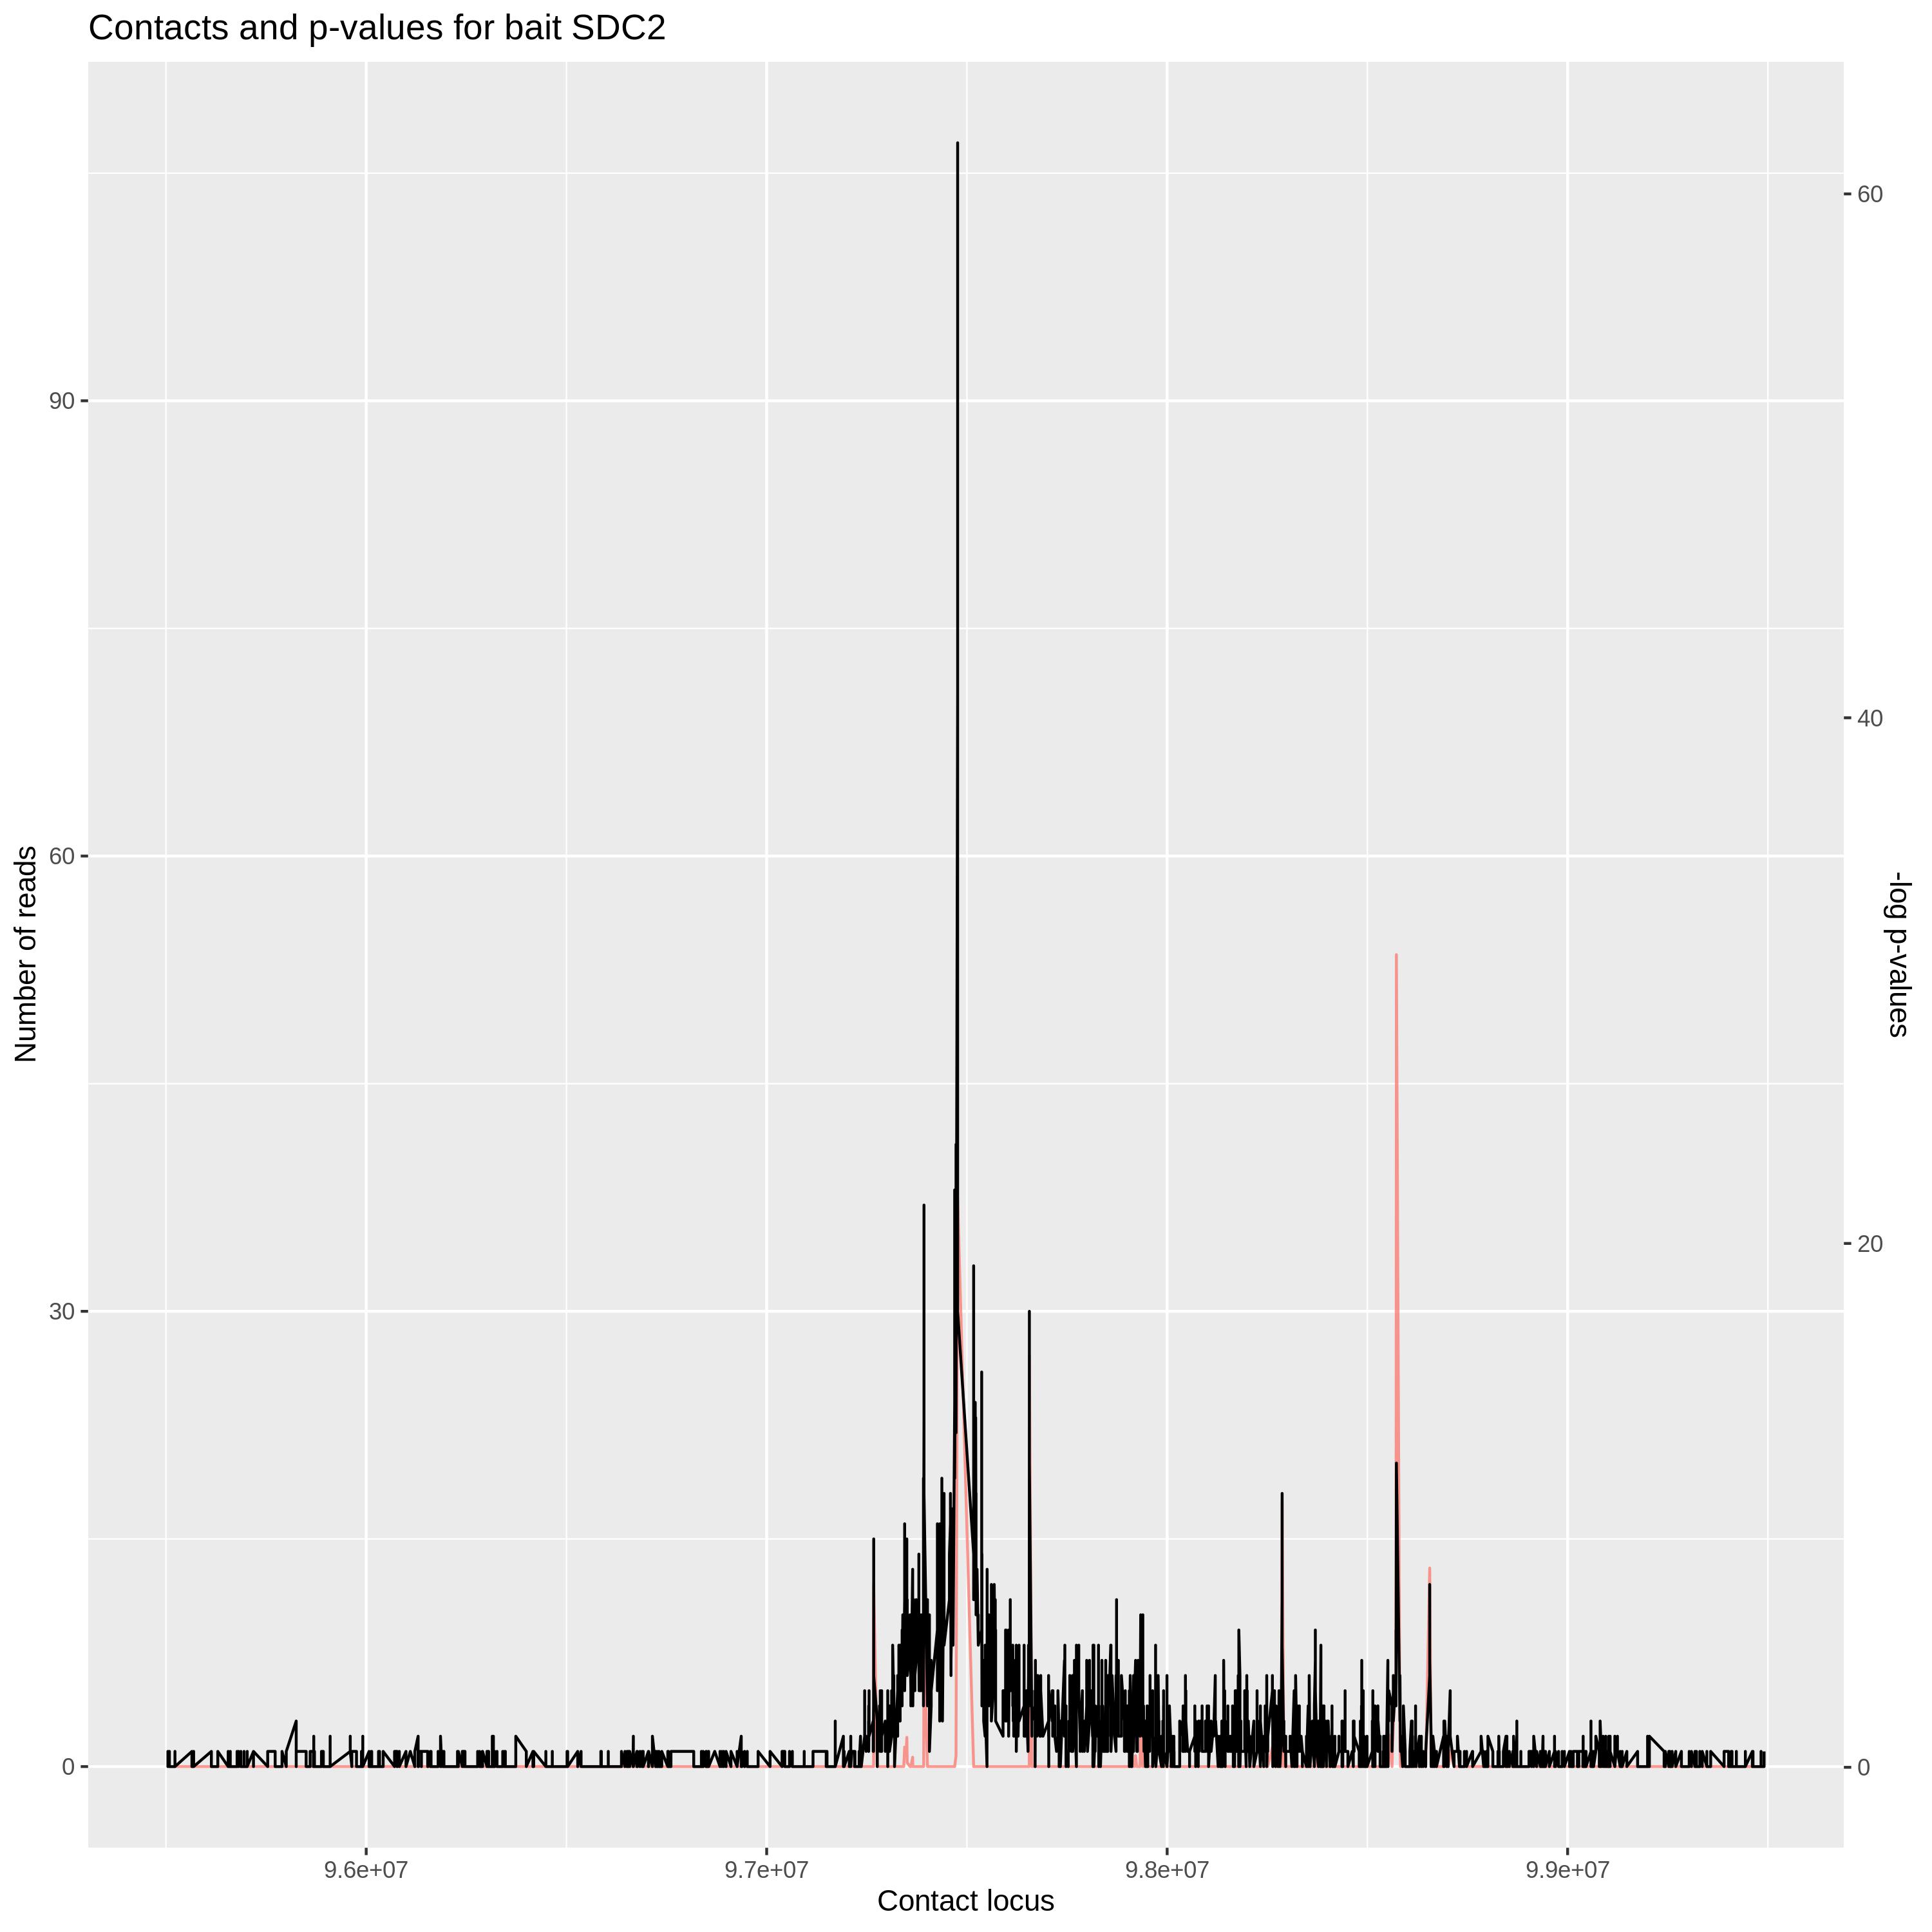 Contacts and p-values for bait SDC2
90
60
30
0
Number of reads
60
40
20
0
-log p-values
9.6e+07
9.7e+07
9.8e+07
9.9e+07
Contact locus